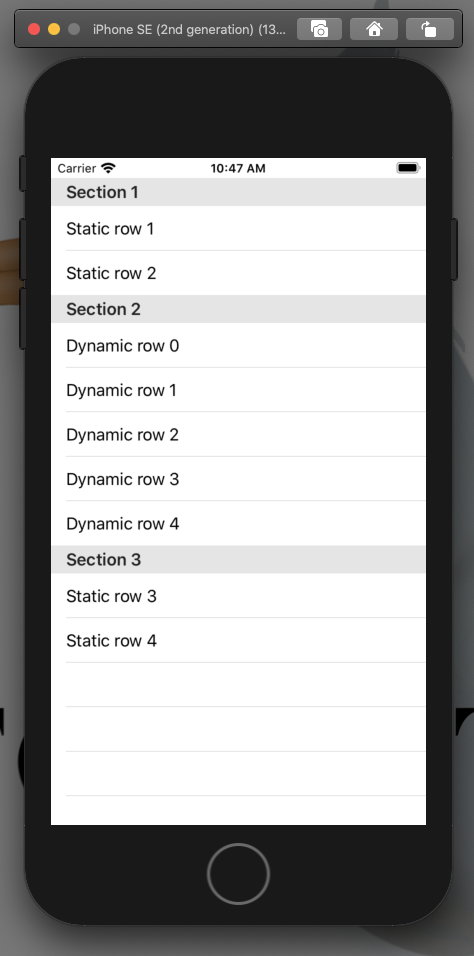 iPhone SE (2nd generation) (13...
Carrier 10:47 AM
Section 1
Static row 1
Static row 2
Section 2
Dynamic row 0
Dynamic row 1
Dynamic row 2
Dynamic row 3
Dynamic row 4
Section 3
Static row 3
Static row 4